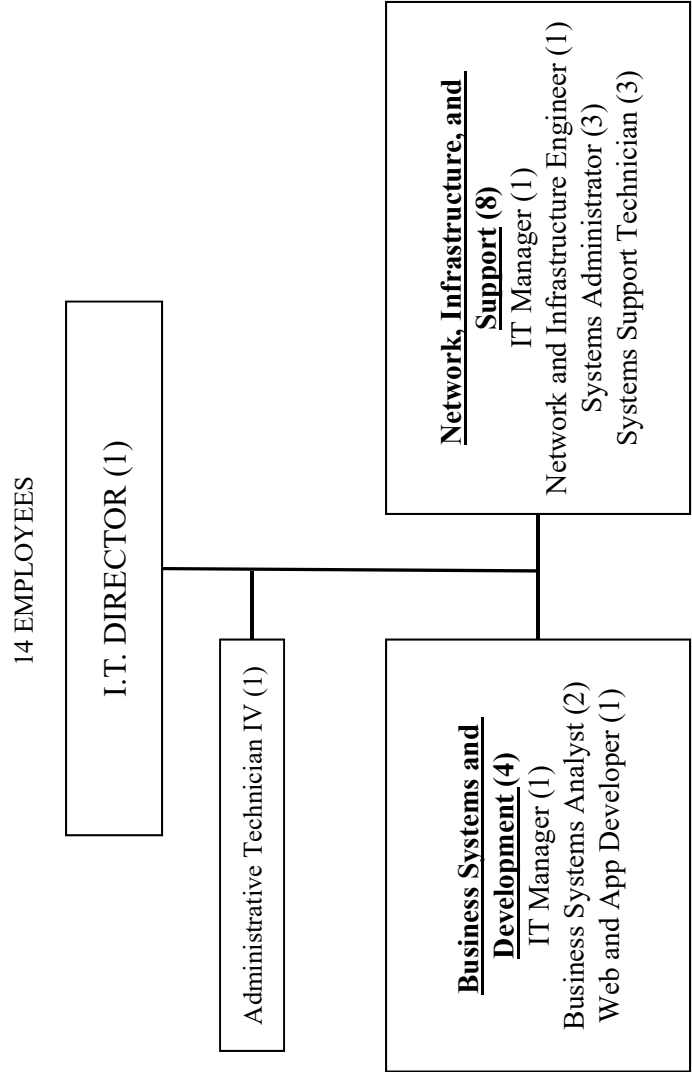 14 EMPLOYEES
I.T. DIRECTOR (1)
Administrative Technician IV (1)
Business Systems and
Development (4)
IT Manager (1)
Business Systems Analyst (2)
Web and App Developer (1)
Network, Infrastructure, and
Support (8)
IT Manager (1)
Network and Infrastructure Engineer (1)
Systems Administrator (3)
Systems Support Technician (3)